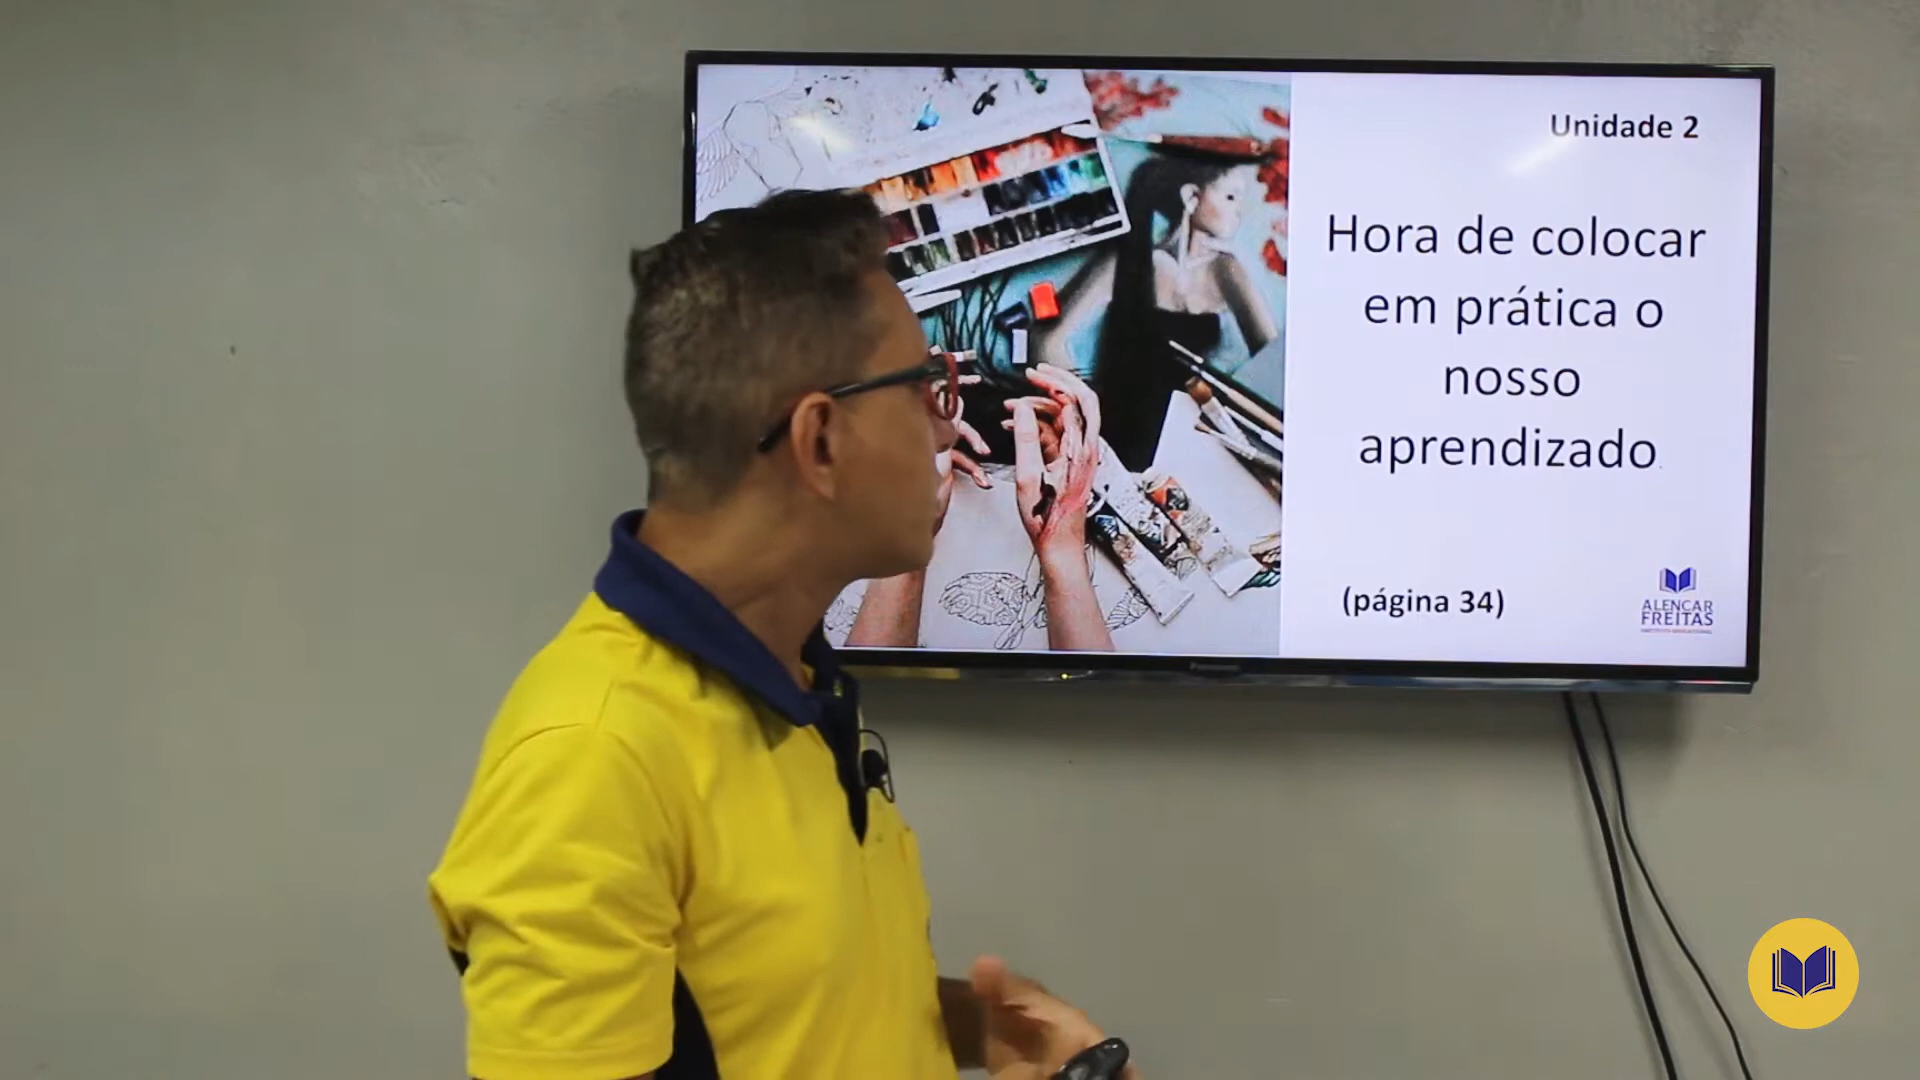 Unidade 2
Hora de colocar
em prática o
nosso
aprendizado
(página 34)
ALENCAR
FREITAS